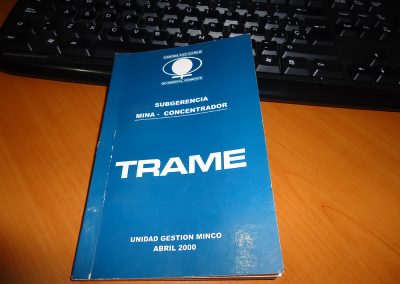 SUBGERENCIA
MINA - CONCENTRADOR
TRAME
UNIDAD GESTION MINCO
ABRIL 2000